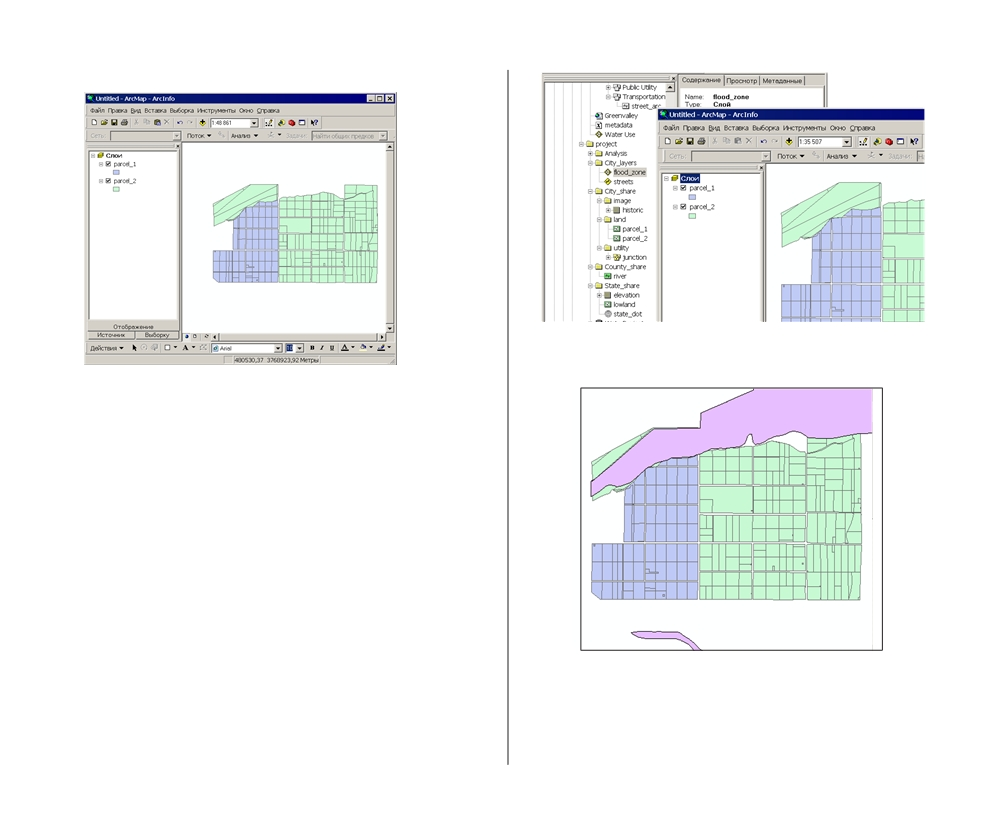 Untitled - ArcMap - ArcInfo
Файл Правка Вид Вставка Выборка Инструменты Окно Справка
1:48 861
Сеть: Поток Анализ Задачи: Найти общих предков
Слои
parcel_1
parcel_2
Отображение
Источник Выборку
Действия Arial 10 B I U A
480530,37 3768923,92 Метры
Содержание Просмотр Метаданные
Name: flood_zone
Type: Слой
Public Utility
Transportation
street_arc
Greenvalley
metadata
Water Use
project
Analysis
City_layers
flood_zone
streets
City_share
image
historic
land
parcel_1
parcel_2
utility
junction
County_share
river
State_share
elevation
lowland
state_dot
Untitled - ArcMap - ArcInfo
Файл Правка Вид Вставка Выборка Инструменты Окно Справка
1:35 507
Сеть: Поток Анализ Задачи:
Слои
parcel_1
parcel_2